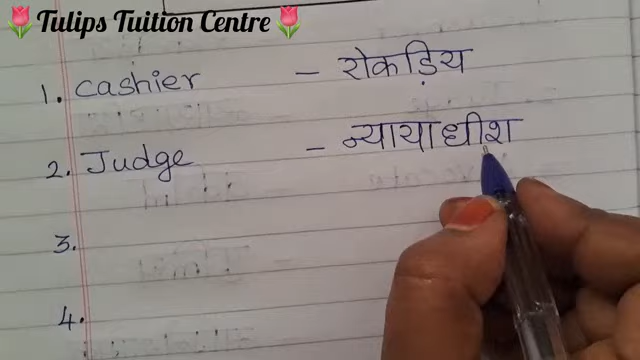 🌷Tulips Tuition Centre🌷
1. Cashier - रोकड़िय
2. Judge - न्यायाधीश
3.
4.